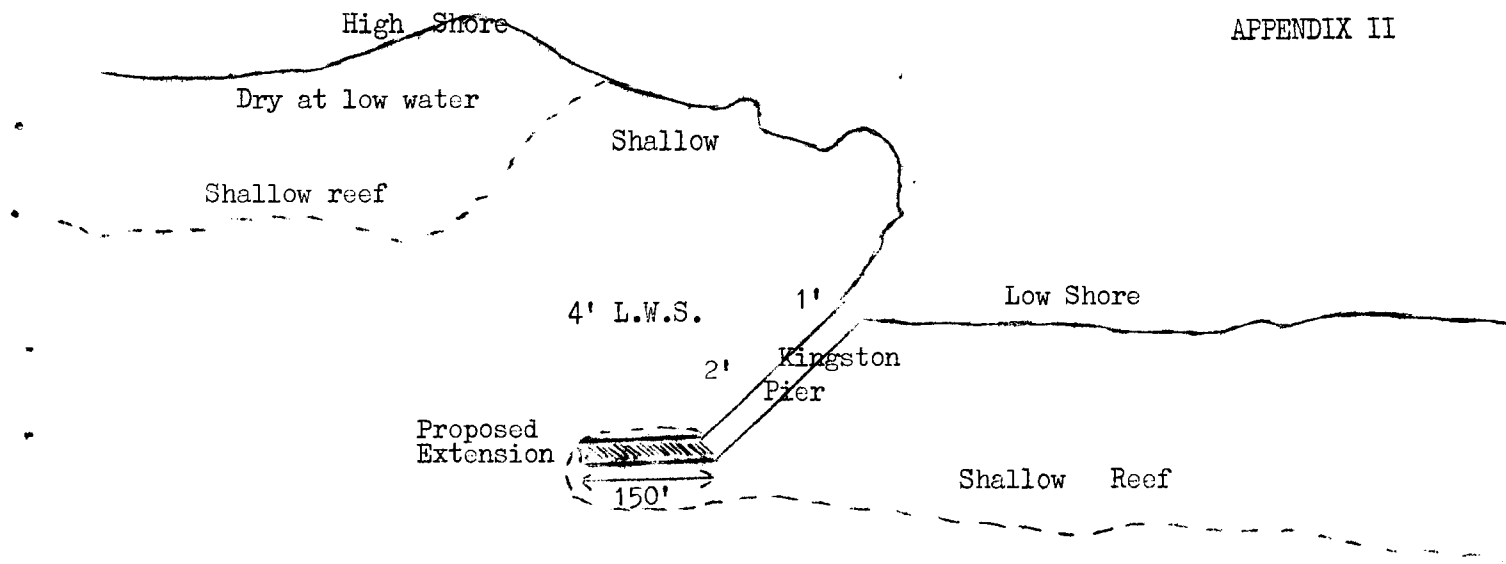 High Shore
APPENDIX II
Dry at low water
Shallow
Shallow reef
4' L.W.S.
1'
Low Shore
2'
Kingston
Pier
Proposed
Extension
150'
Shallow Reef